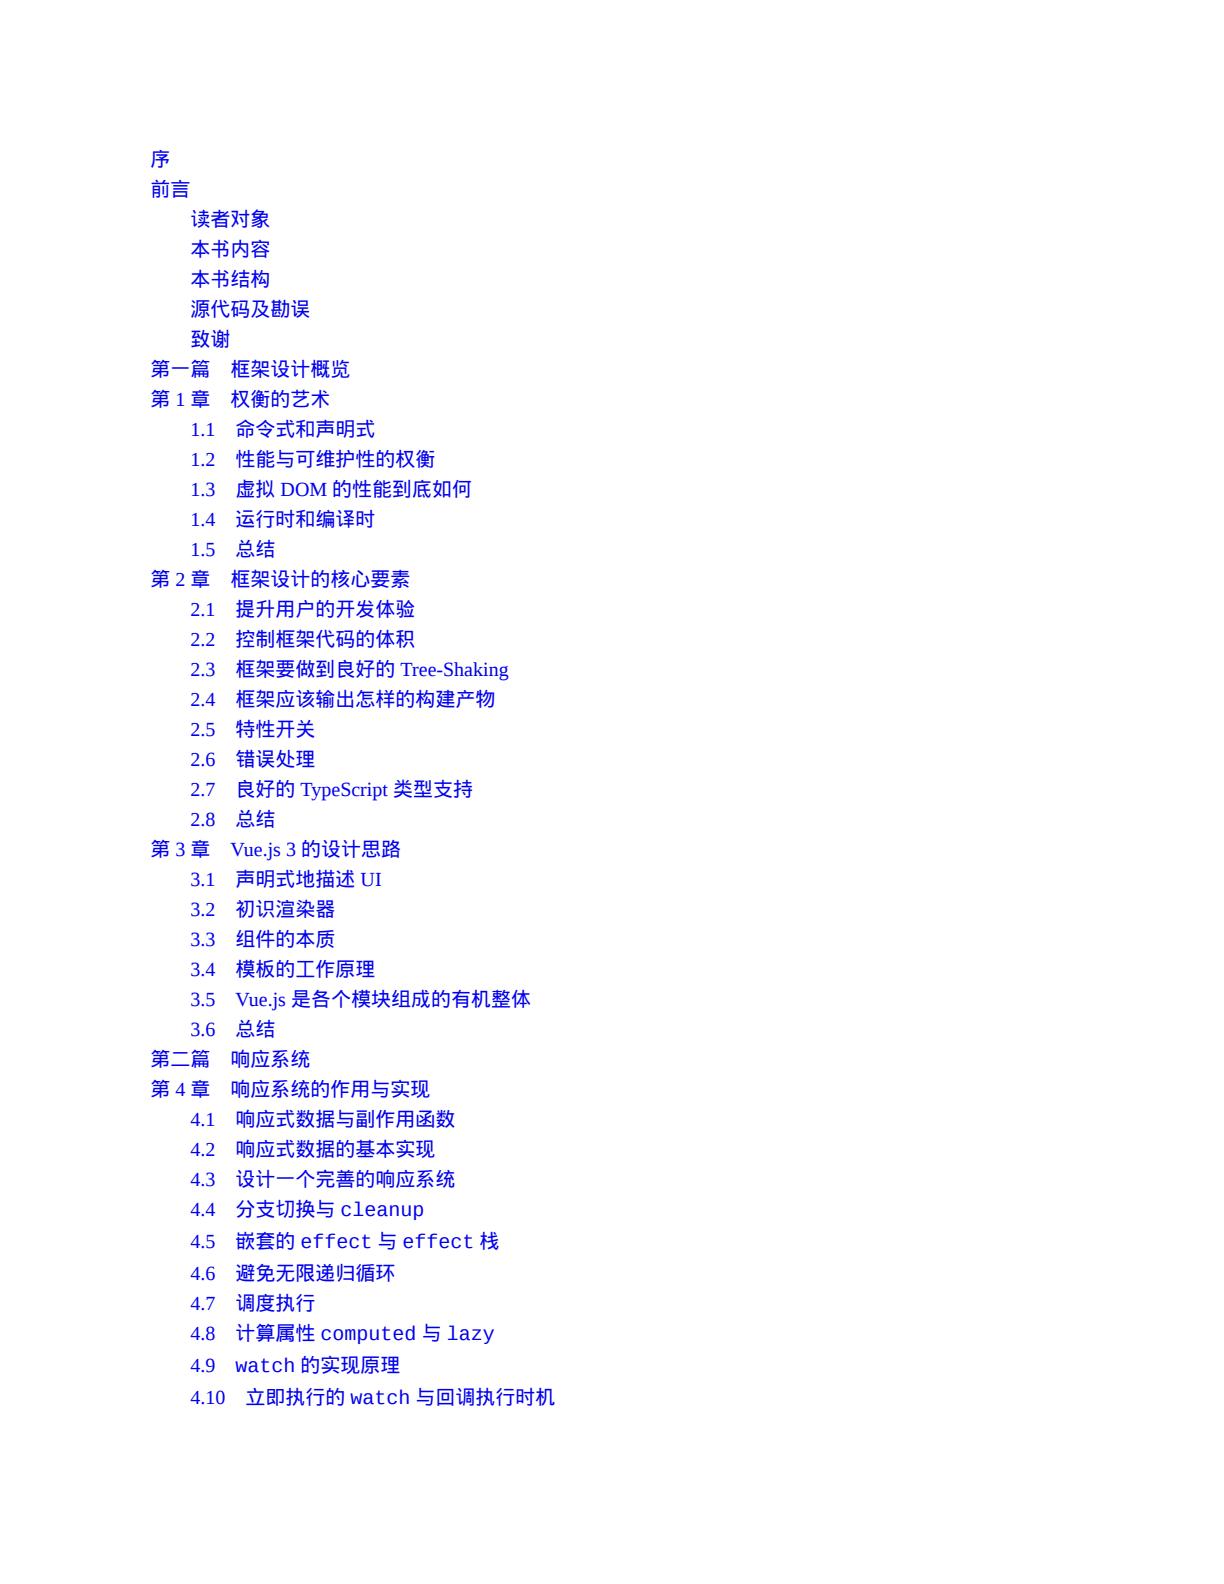 序
前言
读者对象
本书内容
本书结构
源代码及勘误
致谢
第一篇 框架设计概览
第 1 章 权衡的艺术
1.1 命令式和声明式
1.2 性能与可维护性的权衡
1.3 虚拟 DOM 的性能到底如何
1.4 运行时和编译时
1.5 总结
第 2 章 框架设计的核心要素
2.1 提升用户的开发体验
2.2 控制框架代码的体积
2.3 框架要做到良好的 Tree-Shaking
2.4 框架应该输出怎样的构建产物
2.5 特性开关
2.6 错误处理
2.7 良好的 TypeScript 类型支持
2.8 总结
第 3 章 Vue.js 3 的设计思路
3.1 声明式地描述 UI
3.2 初识渲染器
3.3 组件的本质
3.4 模板的工作原理
3.5 Vue.js 是各个模块组成的有机整体
3.6 总结
第二篇 响应系统
第 4 章 响应系统的作用与实现
4.1 响应式数据与副作用函数
4.2 响应式数据的基本实现
4.3 设计一个完善的响应系统
4.4 分支切换与 cleanup
4.5 嵌套的 effect 与 effect 栈
4.6 避免无限递归循环
4.7 调度执行
4.8 计算属性 computed 与 lazy
4.9 watch 的实现原理
4.10 立即执行的 watch 与回调执行时机